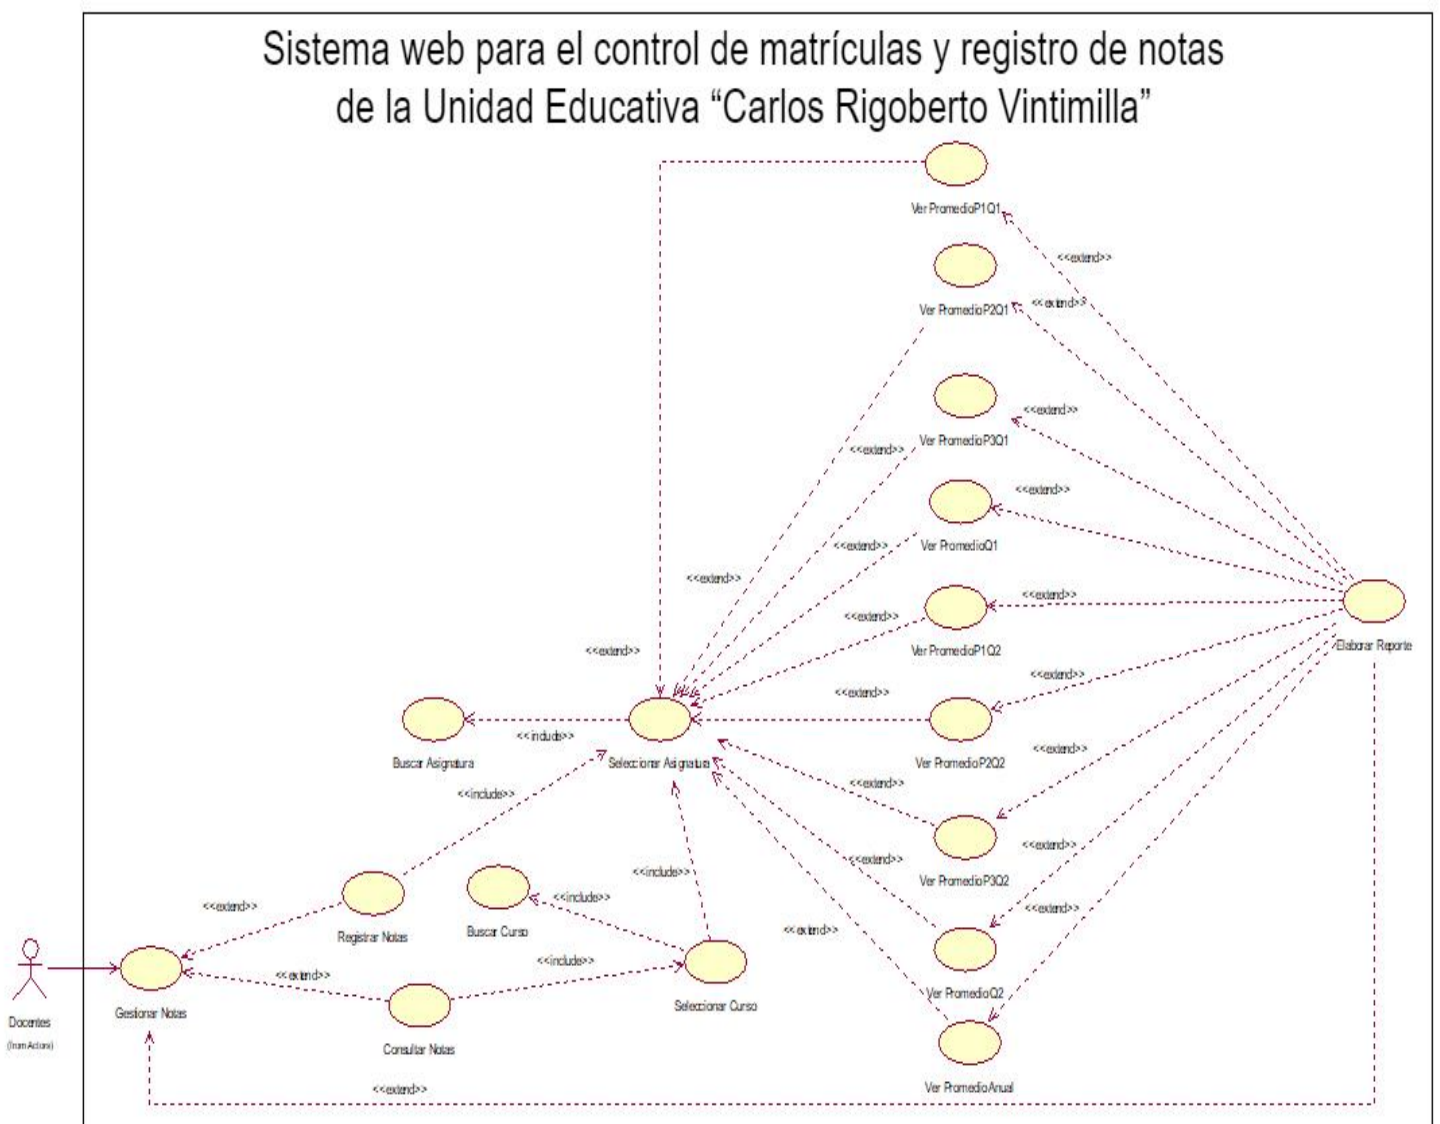 Sistema web para el control de matrículas y registro de notas
de la Unidad Educativa “Carlos Rigoberto Vintimilla”
Ver PromedioP1Q1
<<extend>>
Ver PromedioP2Q1
<<extend>>
<<extend>>
Ver PromedioP3Q1
<<extend>>
<<extend>>
Ver PromedioQ1
<<extend>>
<<extend>>
<<extend>>
<<extend>>
Ver PromedioP1Q2
Elaborar Reporte
<<extend>>
<<extend>>
<<extend>>
Buscar Asignatura
<<include>>
Seleccionar Asignatura
Ver PromedioP2Q2
<<extend>>
<<extend>>
<<include>>
<<extend>>
<<extend>>
<<include>>
Ver PromedioP3Q2
<<extend>>
<<include>>
<<extend>>
Registrar Notas
Buscar Curso
<<extend>>
<<extend>>
<<include>>
Ver PromedioQ2
Gestionar Notas
Seleccionar Curso
Docentes
(from Actors)
Consultar Notas
<<extend>>
Ver PromedioAnual